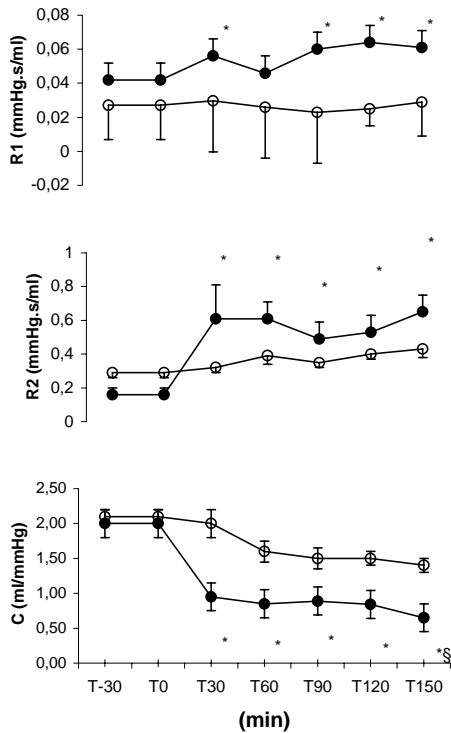 R1 (mmHg.s/ml)
0,08
0,06
0,04
0,02
0
-0,02
* * * *
R2 (mmHg.s/ml)
1
0,8
0,6
0,4
0,2
0
* * * * *
C (ml/mmHg)
2,50
2,00
1,50
1,00
0,50
0,00
* * * * *§
T-30 T0 T30 T60 T90 T120 T150
(min)